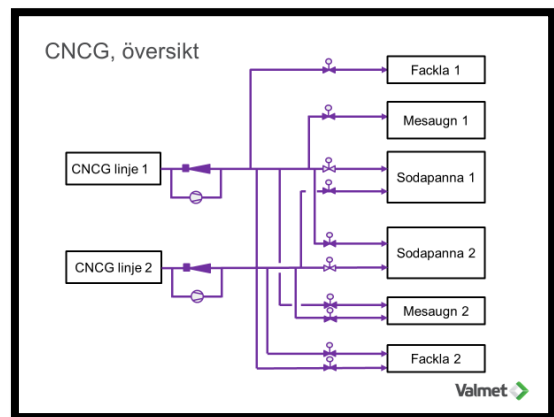 CNCG, översikt
Fackla 1
Mesaugn 1
CNCG linje 1
Sodapanna 1
Sodapanna 2
CNCG linje 2
Mesaugn 2
Fackla 2
Valmet